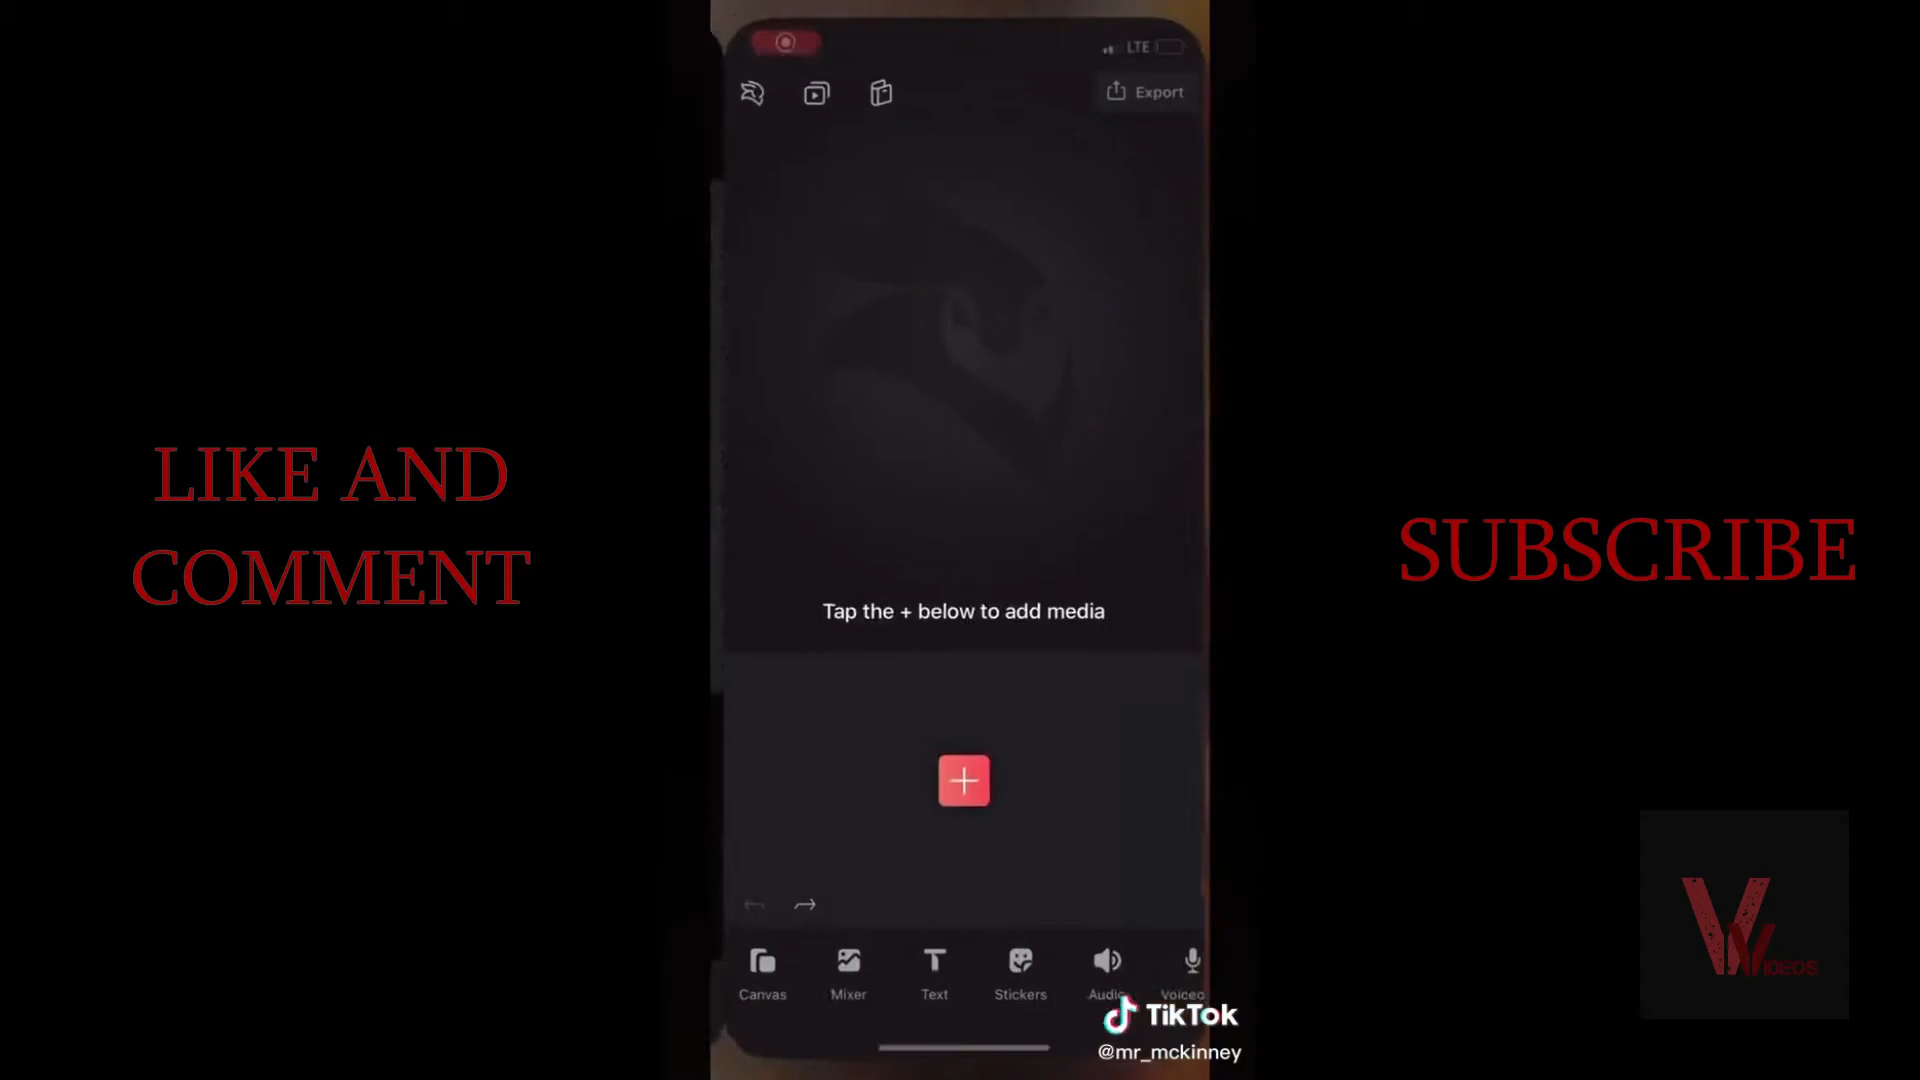 LTE
Export
LIKE AND
COMMENT
SUBSCRIBE
Tap the + below to add media
Canvas
Mixer
Text
Stickers
Audio
Voiceo
TikTok
@mr_mckinney
VIDEOS